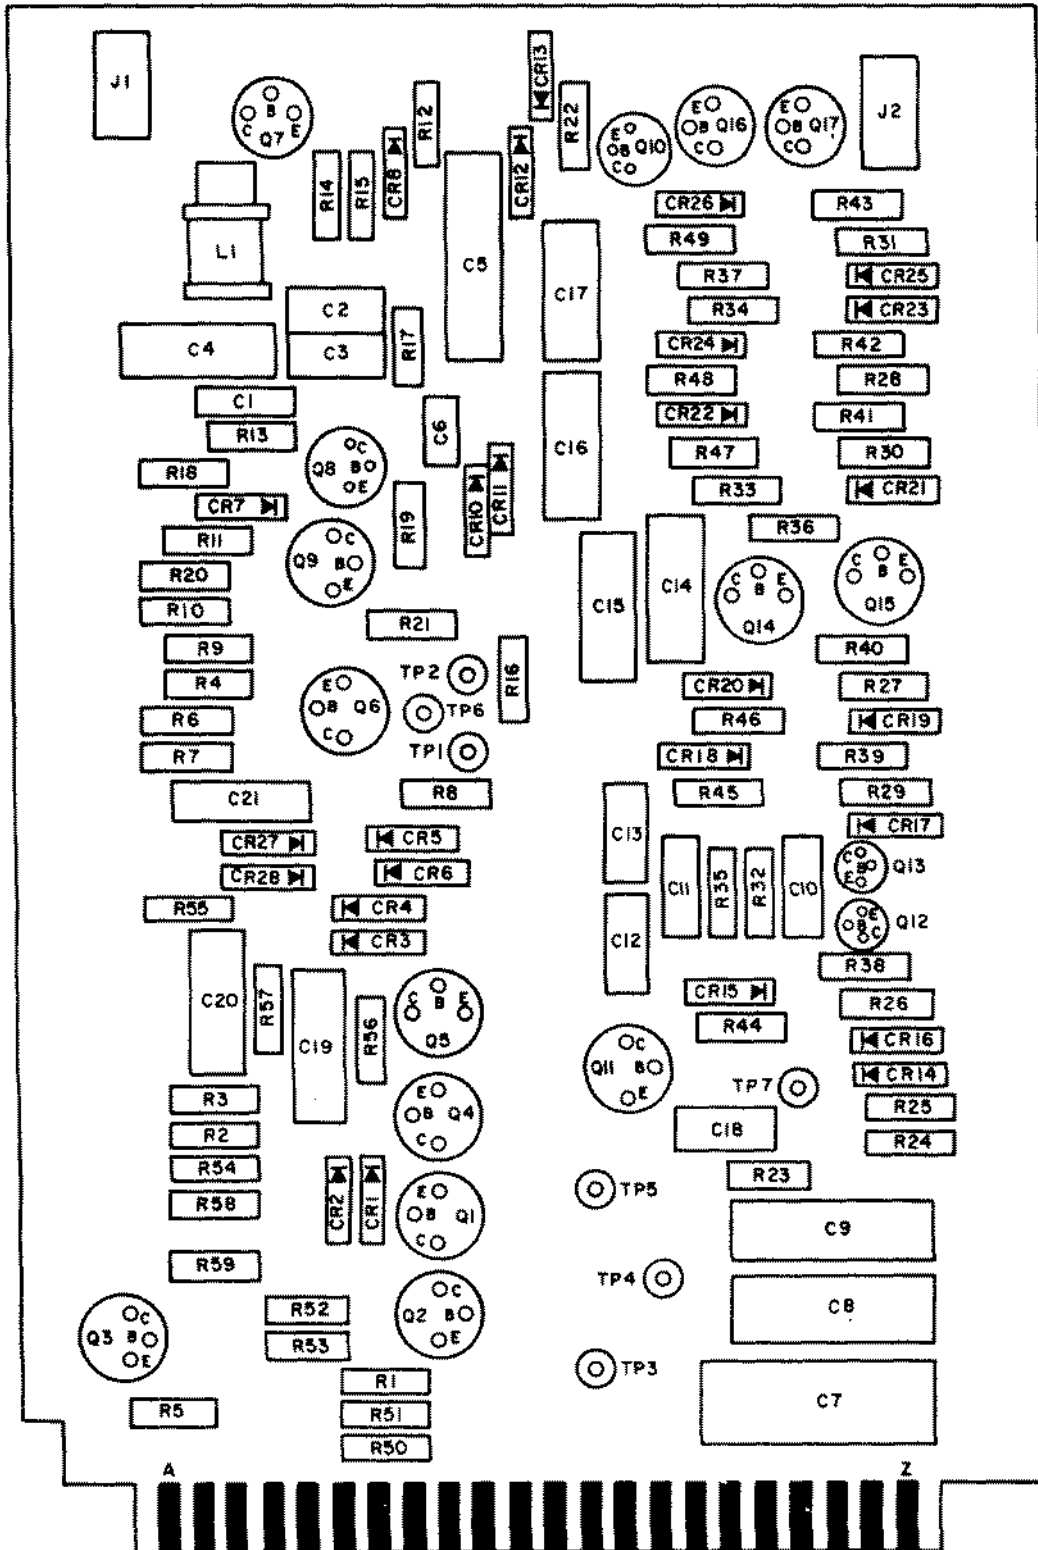 J1
C B E
Q7
R12
CR13
R22
E B C Q10
E B C Q16
E B C Q17
J2
R14
R15
CR8
CR12
L1
C5
C17
CR26
R43
R49
R31
R37
CR25
R34
CR23
C2
C3
R17
C4
CR24
R42
R48
R28
C1
R13
C6
C16
CR22
R41
R47
R30
R33
CR21
R18
Q8 C B E
CR7
R19
CR10
CR11
R11
R36
R20
Q9 C B E
C15
C14
C B E
Q14
C B E
Q15
R10
R21
R9
R40
R4
TP2
R16
CR20
R27
R6
E B C Q6
TP6
R46
CR19
R7
TP1
CR18
R39
C21
R8
R45
R29
CR27
CR5
C13
CR17
CR28
CR6
C11
R35
R32
C10
C B E Q13
R55
CR4
CR3
C12
E B C Q12
R38
C20
R57
C19
R56
C B E
Q5
CR15
R26
R44
CR16
Q11 C B E
TP7
CR14
R3
E B C Q4
C18
R25
R2
R24
R54
R23
R58
CR2
CR1
E B C Q1
TP5
C9
R59
TP4
R52
Q2 C B E
C8
Q3 C B E
R53
R1
TP3
C7
R5
R51
R50
A
Z